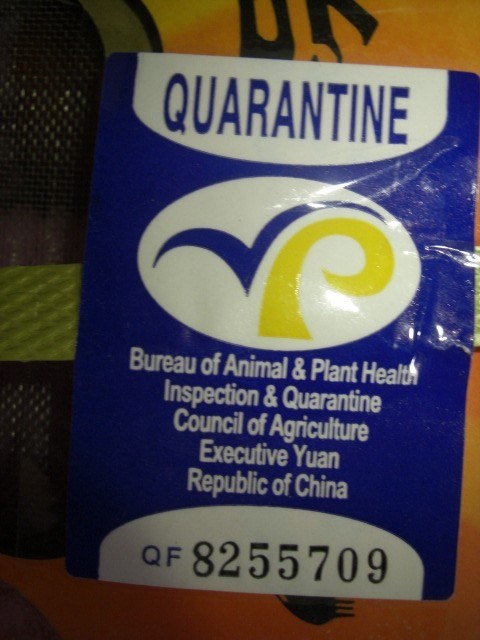 QUARANTINE
Bureau of Animal & Plant Health
Inspection & Quarantine
Council of Agriculture
Executive Yuan
Republic of China
QF 8255709